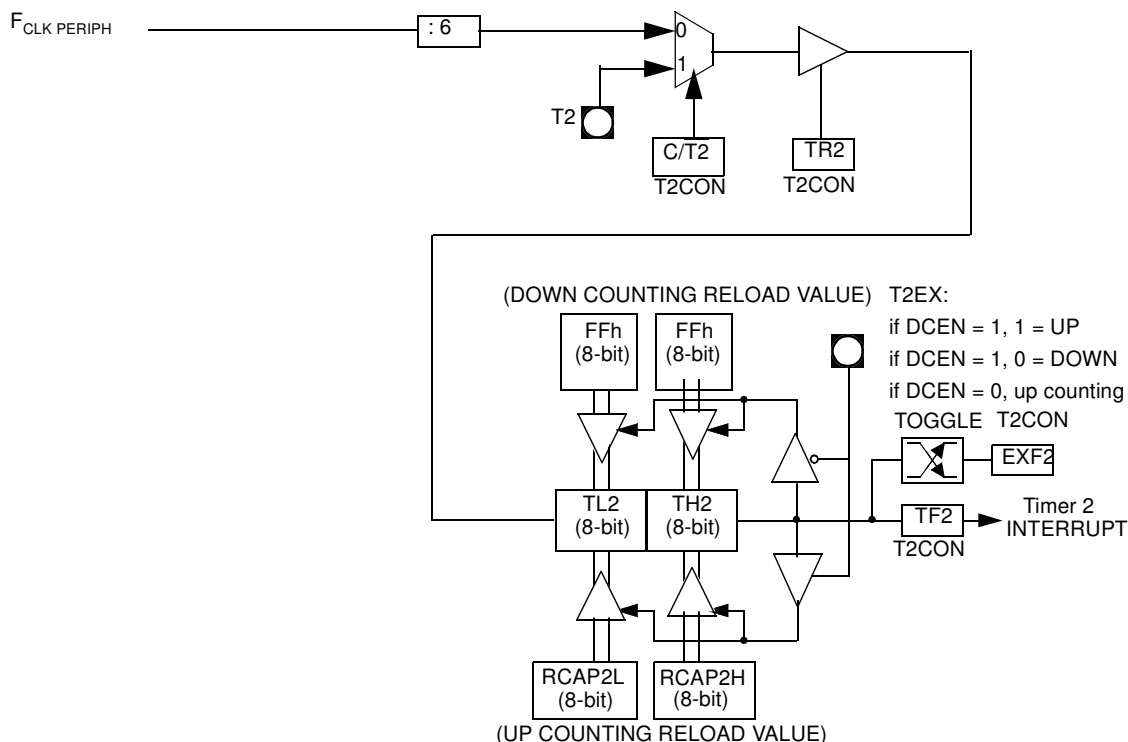 FCLK PERIPH
: 6
0
1
T2
C/T2
TR2
T2CON
T2CON
(DOWN COUNTING RELOAD VALUE)
T2EX:
if DCEN = 1, 1 = UP
if DCEN = 1, 0 = DOWN
if DCEN = 0, up counting
FFh
(8-bit)
FFh
(8-bit)
TOGGLE
T2CON
EXF2
TL2
(8-bit)
TH2
(8-bit)
TF2
T2CON
Timer 2
INTERRUPT
RCAP2L
(8-bit)
RCAP2H
(8-bit)
(UP COUNTING RELOAD VALUE)